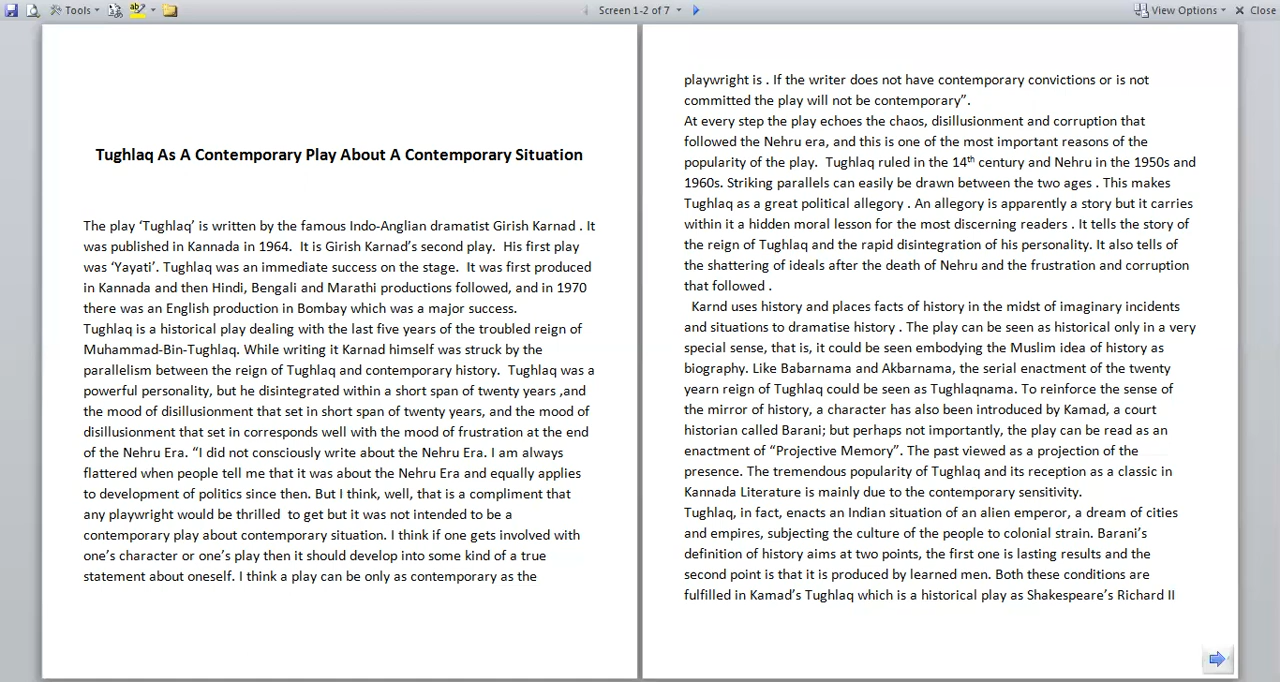 Tools
Screen 1-2 of 7
View Options
Close
Tughlaq As A Contemporary Play About A Contemporary Situation
The play ‘Tughlaq’ is written by the famous Indo-Anglian dramatist Girish Karnad . It
was published in Kannada in 1964.  It is Girish Karnad’s second play.  His first play
was ‘Yayati’. Tughlaq was an immediate success on the stage.  It was first produced
in Kannada and then Hindi, Bengali and Marathi productions followed, and in 1970
there was an English production in Bombay which was a major success.
Tughlaq is a historical play dealing with the last five years of the troubled reign of
Muhammad-Bin-Tughlaq. While writing it Karnad himself was struck by the
parallelism between the reign of Tughlaq and contemporary history.  Tughlaq was a
powerful personality, but he disintegrated within a short span of twenty years ,and
the mood of disillusionment that set in short span of twenty years, and the mood of
disillusionment that set in corresponds well with the mood of frustration at the end
of the Nehru Era. “I did not consciously write about the Nehru Era. I am always
flattered when people tell me that it was about the Nehru Era and equally applies
to development of politics since then. But I think, well, that is a compliment that
any playwright would be thrilled  to get but it was not intended to be a
contemporary play about contemporary situation. I think if one gets involved with
one’s character or one’s play then it should develop into some kind of a true
statement about oneself. I think a play can be only as contemporary as the
playwright is . If the writer does not have contemporary convictions or is not
committed the play will not be contemporary”.
At every step the play echoes the chaos, disillusionment and corruption that
followed the Nehru era, and this is one of the most important reasons of the
popularity of the play.  Tughlaq ruled in the 14th century and Nehru in the 1950s and
1960s. Striking parallels can easily be drawn between the two ages . This makes
Tughlaq as a great political allegory . An allegory is apparently a story but it carries
within it a hidden moral lesson for the most discerning readers . It tells the story of
the reign of Tughlaq and the rapid disintegration of his personality. It also tells of
the shattering of ideals after the death of Nehru and the frustration and corruption
that followed .
Karnd uses history and places facts of history in the midst of imaginary incidents
and situations to dramatise history . The play can be seen as historical only in a very
special sense, that is, it could be seen embodying the Muslim idea of history as
biography. Like Babarnama and Akbarnama, the serial enactment of the twenty
yearn reign of Tughlaq could be seen as Tughlaqnama. To reinforce the sense of
the mirror of history, a character has also been introduced by Kamad, a court
historian called Barani; but perhaps not importantly, the play can be read as an
enactment of “Projective Memory”. The past viewed as a projection of the
presence. The tremendous popularity of Tughlaq and its reception as a classic in
Kannada Literature is mainly due to the contemporary sensitivity.
Tughlaq, in fact, enacts an Indian situation of an alien emperor, a dream of cities
and empires, subjecting the culture of the people to colonial strain. Barani’s
definition of history aims at two points, the first one is lasting results and the
second point is that it is produced by learned men. Both these conditions are
fulfilled in Kamad’s Tughlaq which is a historical play as Shakespeare’s Richard II